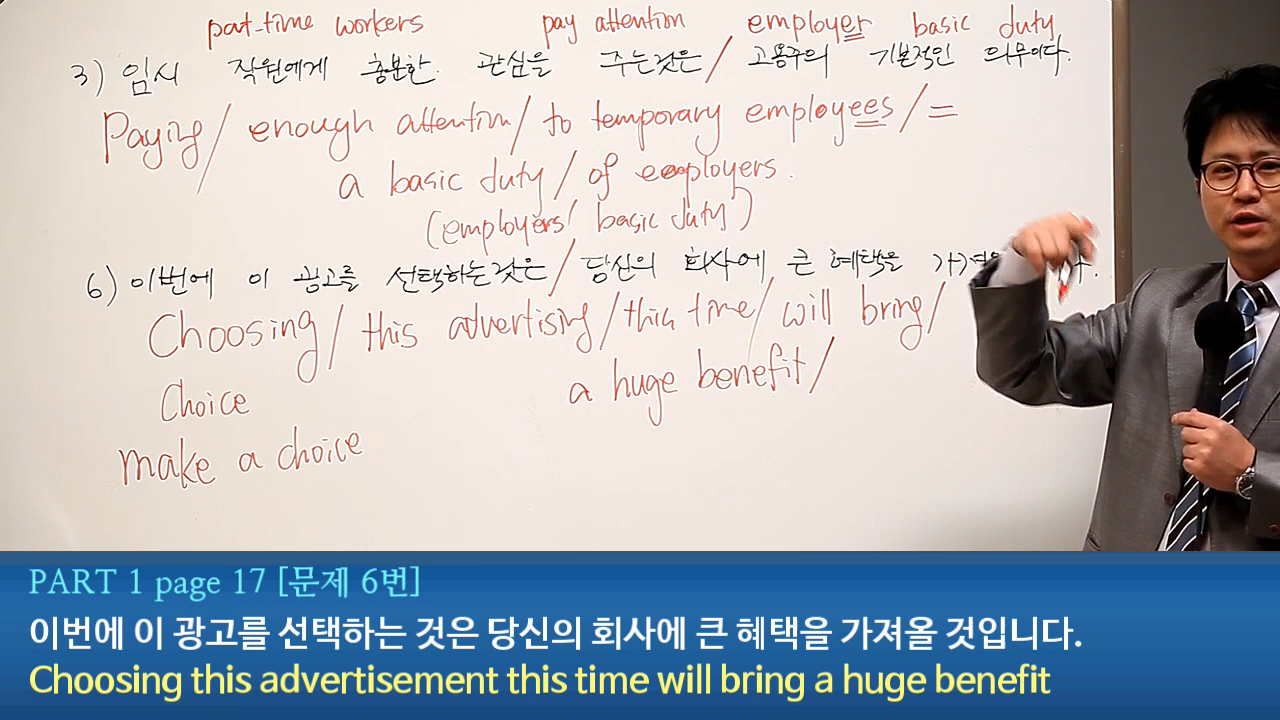 part-time workers pay attention employer basic duty
3) 임시 직원에게 충분한 관심을 주는것은 / 고용주의 기본적인 의무이다.
Paying / enough attention / to temporary employees / =
a basic duty / of employers.
(employers' basic duty)
6) 이번에 이 광고를 선택하는것은 / 당신의 회사에 큰 혜택을
Choosing / this advertising / this time / will bring /
a huge benefit /
Choice
make a choice
PART 1 page 17 [문제 6번]
이번에 이 광고를 선택하는 것은 당신의 회사에 큰 혜택을 가져올 것입니다.
Choosing this advertisement this time will bring a huge benefit